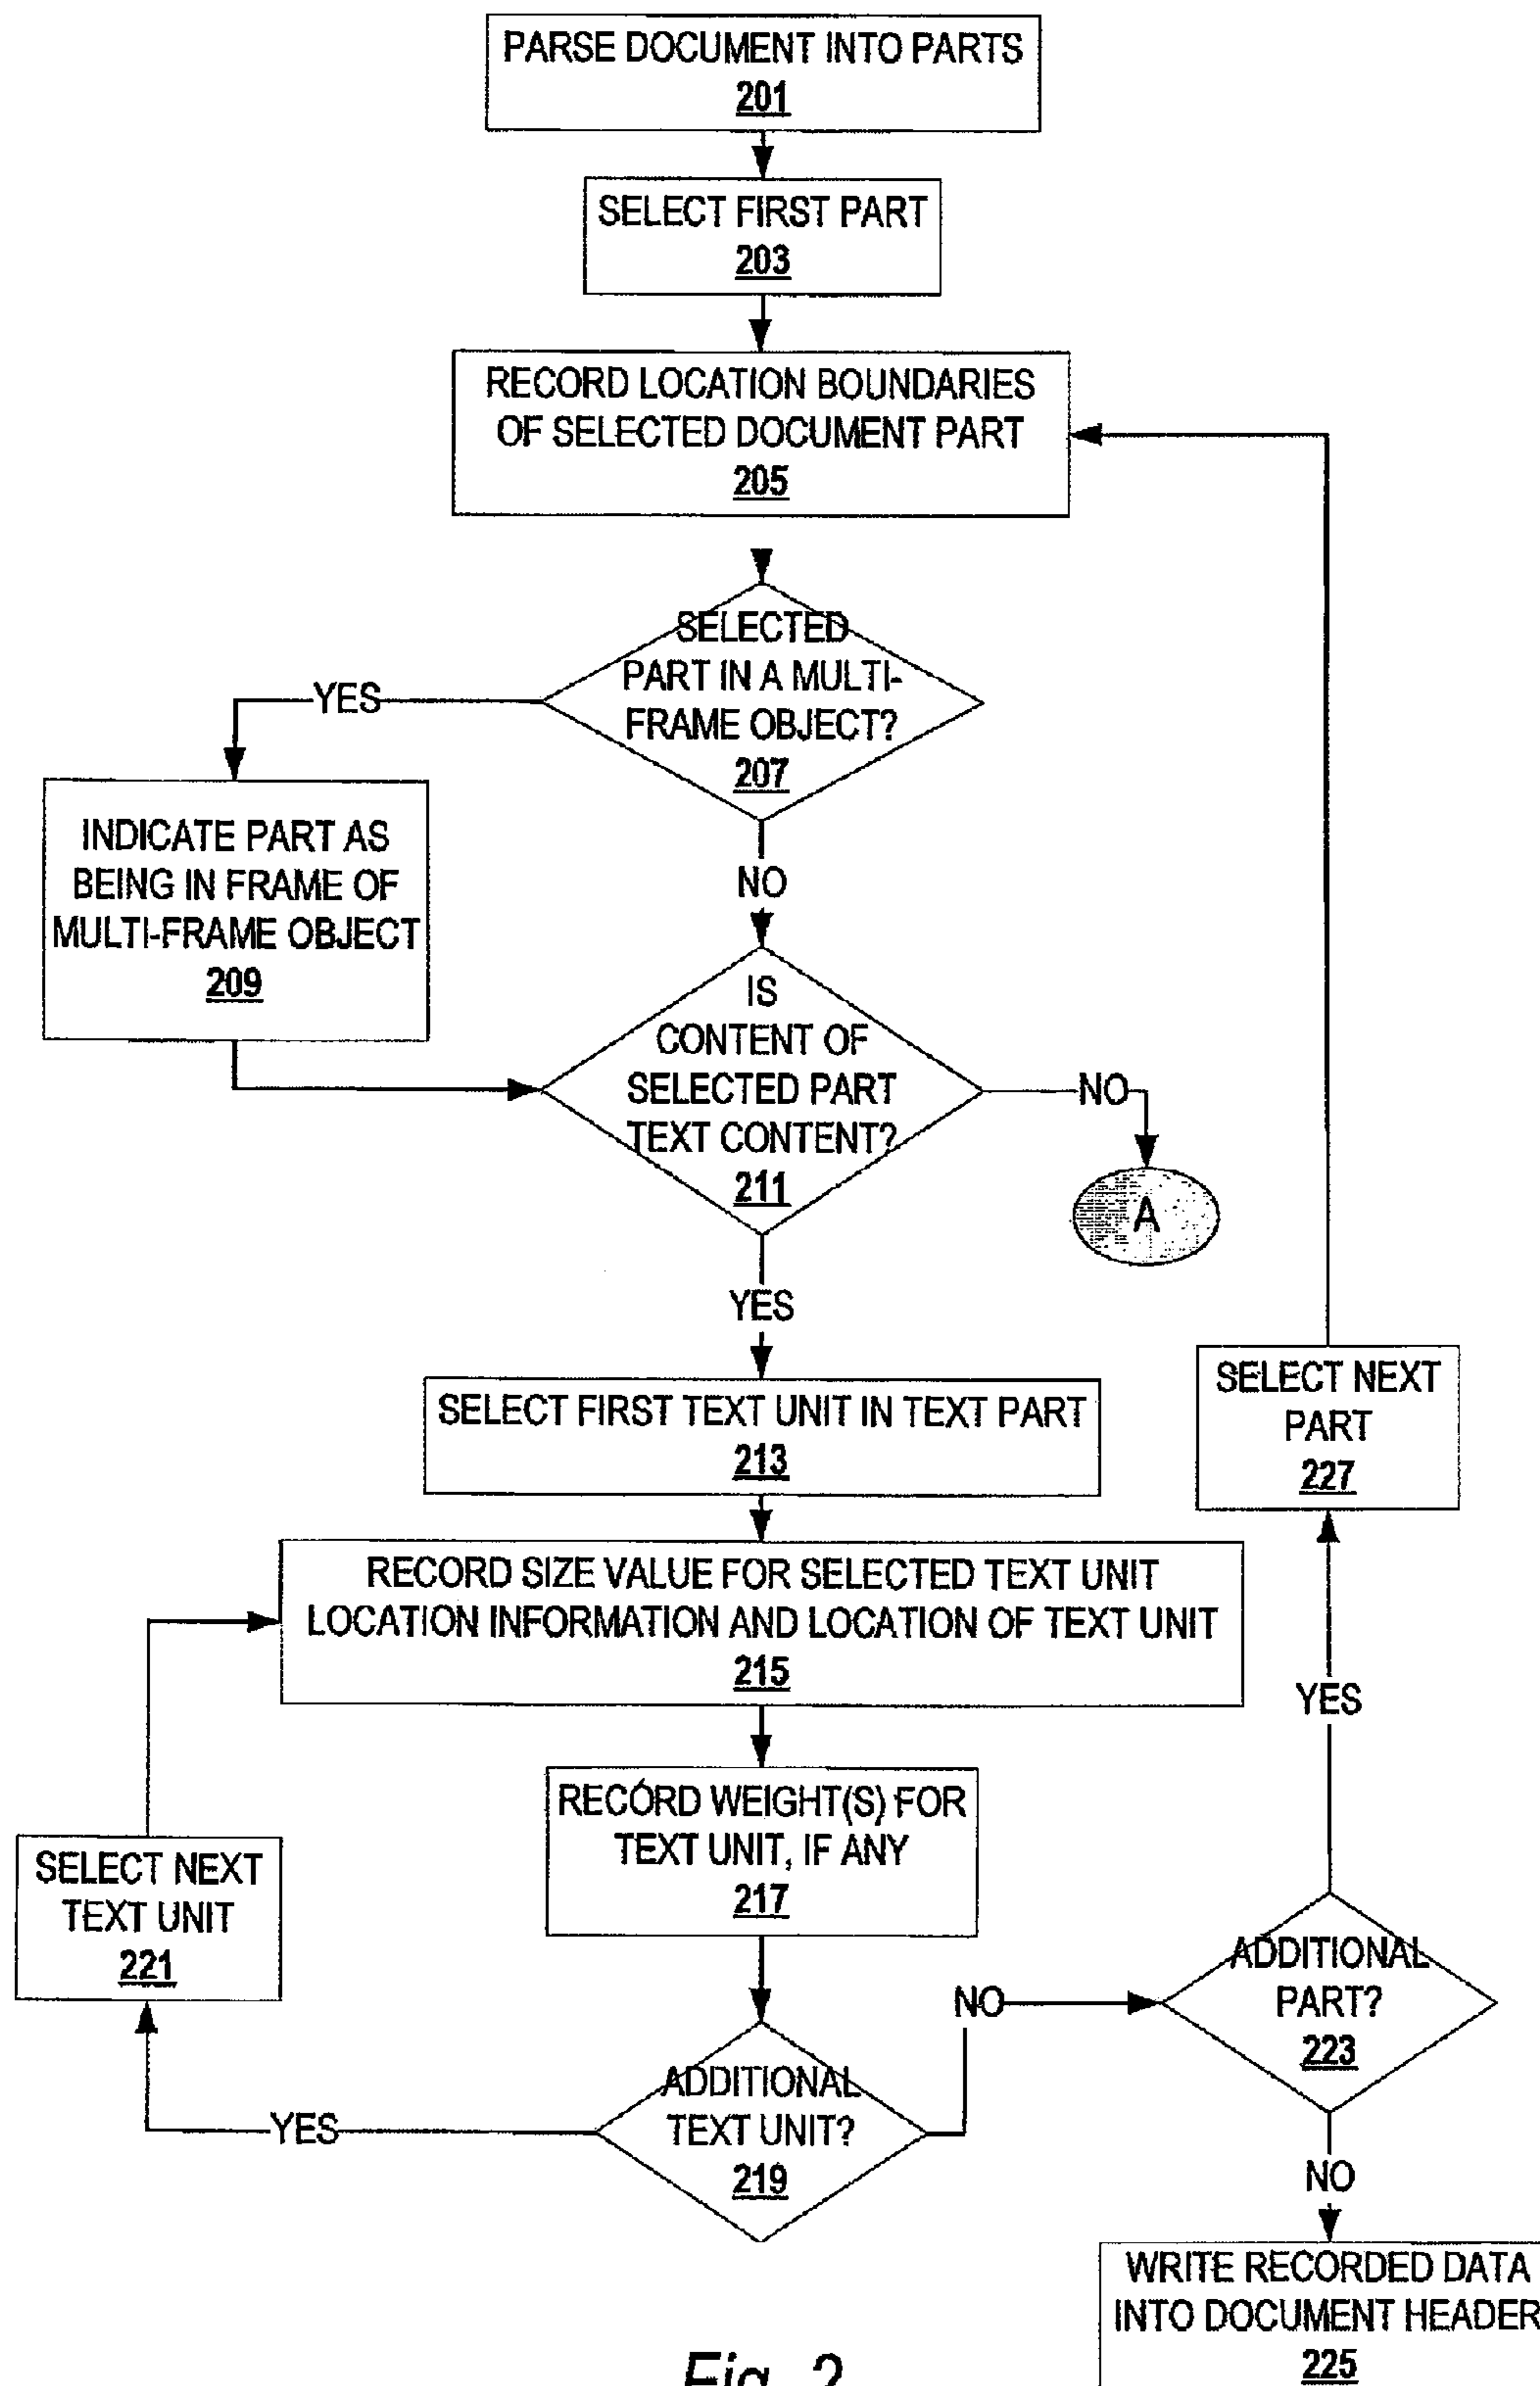 PARSE DOCUMENT INTO PARTS
201
SELECT FIRST PART
203
RECORD LOCATION BOUNDARIES
OF SELECTED DOCUMENT PART
205
SELECTED
PART IN A MULTI-
FRAME OBJECT?
207
YES
NO
INDICATE PART AS
BEING IN FRAME OF
MULTI-FRAME OBJECT
209
IS
CONTENT OF
SELECTED PART
TEXT CONTENT?
211
NO
A
YES
SELECT FIRST TEXT UNIT IN TEXT PART
213
SELECT NEXT
PART
227
RECORD SIZE VALUE FOR SELECTED TEXT UNIT
LOCATION INFORMATION AND LOCATION OF TEXT UNIT
215
YES
RECORD WEIGHT(S) FOR
TEXT UNIT, IF ANY
217
SELECT NEXT
TEXT UNIT
221
ADDITIONAL
PART?
223
NO
ADDITIONAL
TEXT UNIT?
219
YES
NO
WRITE RECORDED DATA
INTO DOCUMENT HEADER
225
Fig. 2